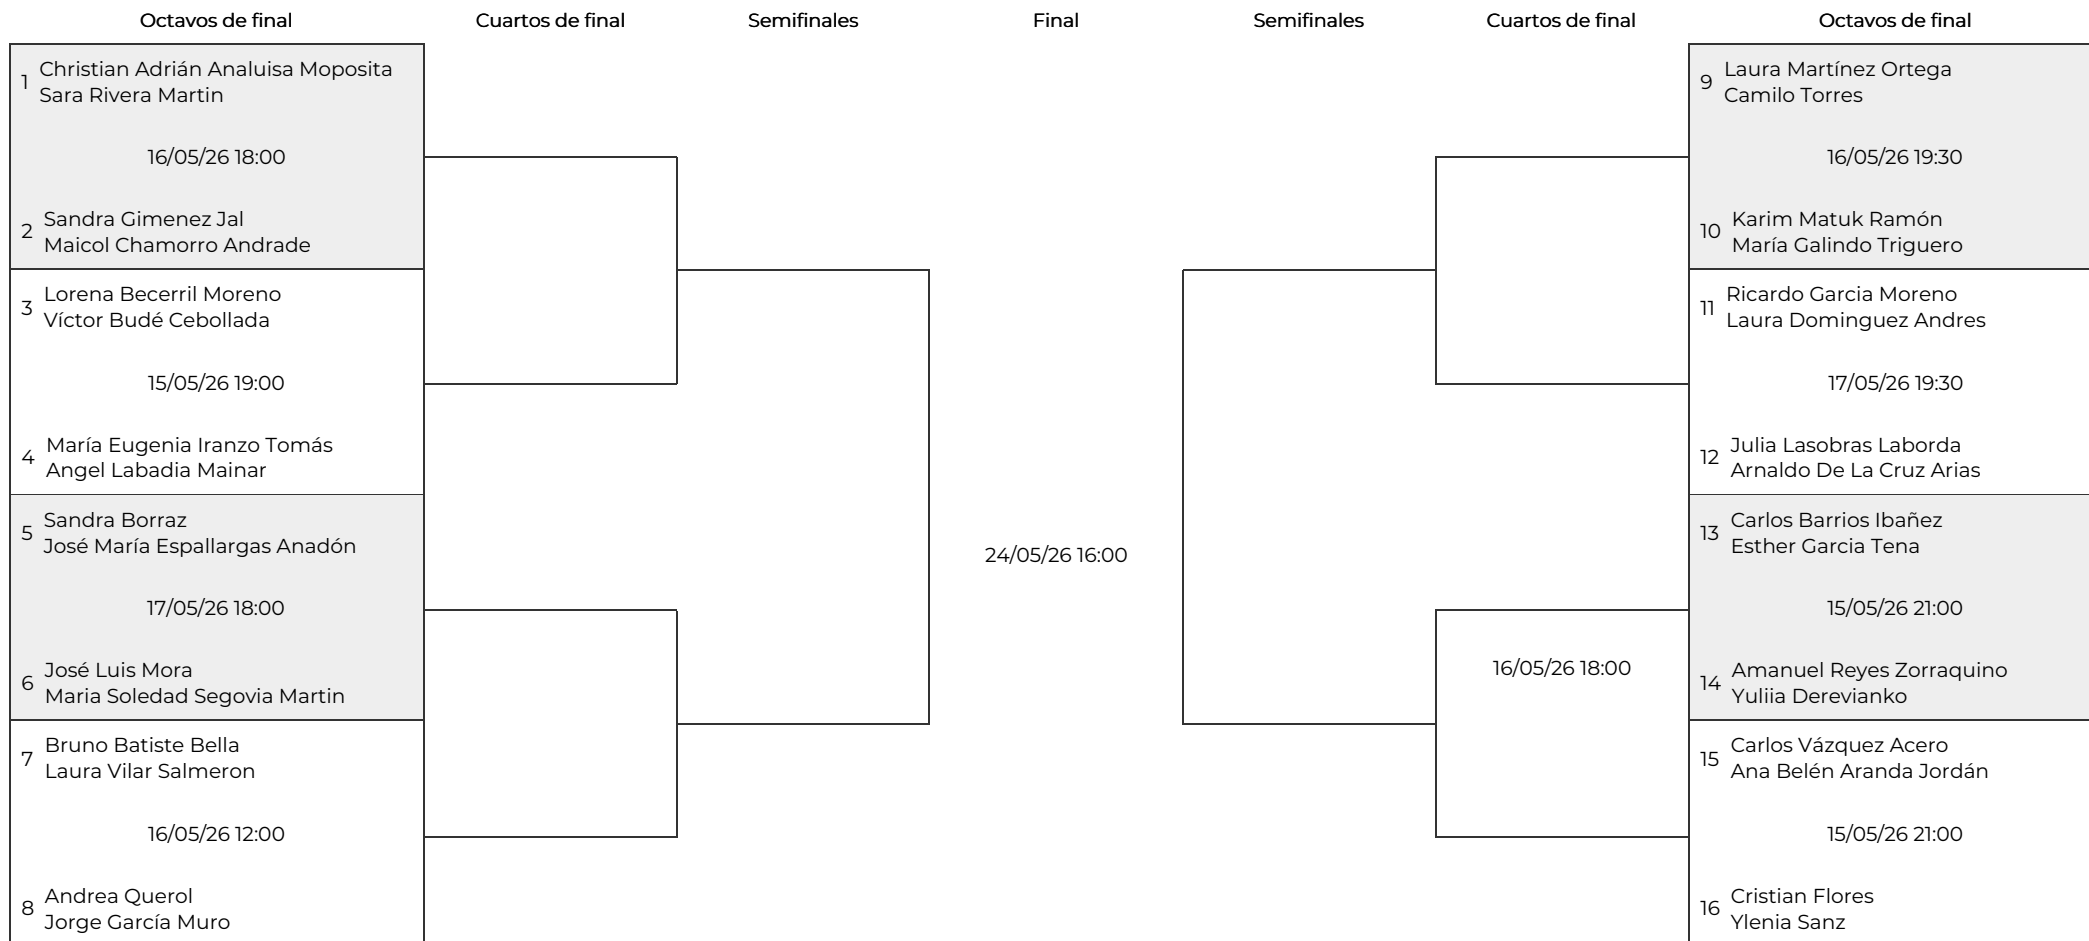 Octavos de final
Cuartos de final
Semifinales
Final
Semifinales
Cuartos de final
Octavos de final
1
Christian Adrián Analuisa Moposita
Sara Rivera Martin
16/05/26 18:00
2
Sandra Gimenez Jal
Maicol Chamorro Andrade
3
Lorena Becerril Moreno
Víctor Budé Cebollada
15/05/26 19:00
4
María Eugenia Iranzo Tomás
Angel Labadia Mainar
5
Sandra Borraz
José María Espallargas Anadón
17/05/26 18:00
6
José Luis Mora
Maria Soledad Segovia Martin
7
Bruno Batiste Bella
Laura Vilar Salmeron
16/05/26 12:00
8
Andrea Querol
Jorge García Muro
24/05/26 16:00
16/05/26 18:00
9
Laura Martínez Ortega
Camilo Torres
16/05/26 19:30
10
Karim Matuk Ramón
María Galindo Triguero
11
Ricardo Garcia Moreno
Laura Dominguez Andres
17/05/26 19:30
12
Julia Lasobras Laborda
Arnaldo De La Cruz Arias
13
Carlos Barrios Ibañez
Esther Garcia Tena
15/05/26 21:00
14
Amanuel Reyes Zorraquino
Yuliia Derevianko
15
Carlos Vázquez Acero
Ana Belén Aranda Jordán
15/05/26 21:00
16
Cristian Flores
Ylenia Sanz